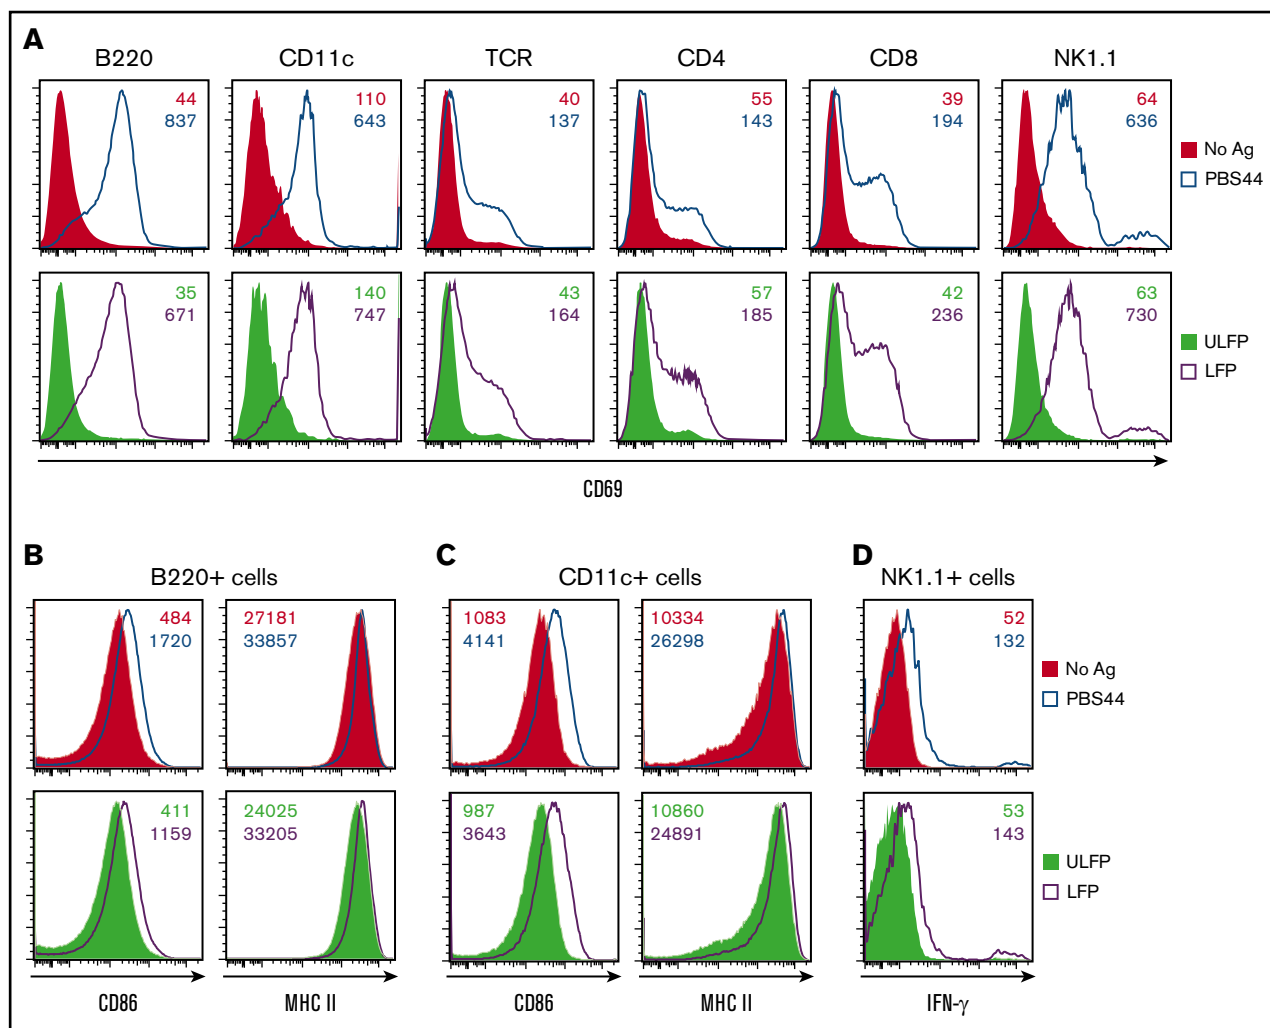 A
B220 CD11c TCR CD4 CD8 NK1.1
44 110 40 55 39 64
837 643 137 143 194 636
No Ag
PBS44
35 140 43 57 42 63
671 747 164 185 236 730
ULFP
LFP
CD69
B C D
B220+ cells CD11c+ cells NK1.1+ cells
484 27181 1083 10334 52
1720 33857 4141 26298 132
No Ag
PBS44
411 24025 987 10860 53
1159 33205 3643 24891 143
ULFP
LFP
CD86 MHC II CD86 MHC II IFN-γ